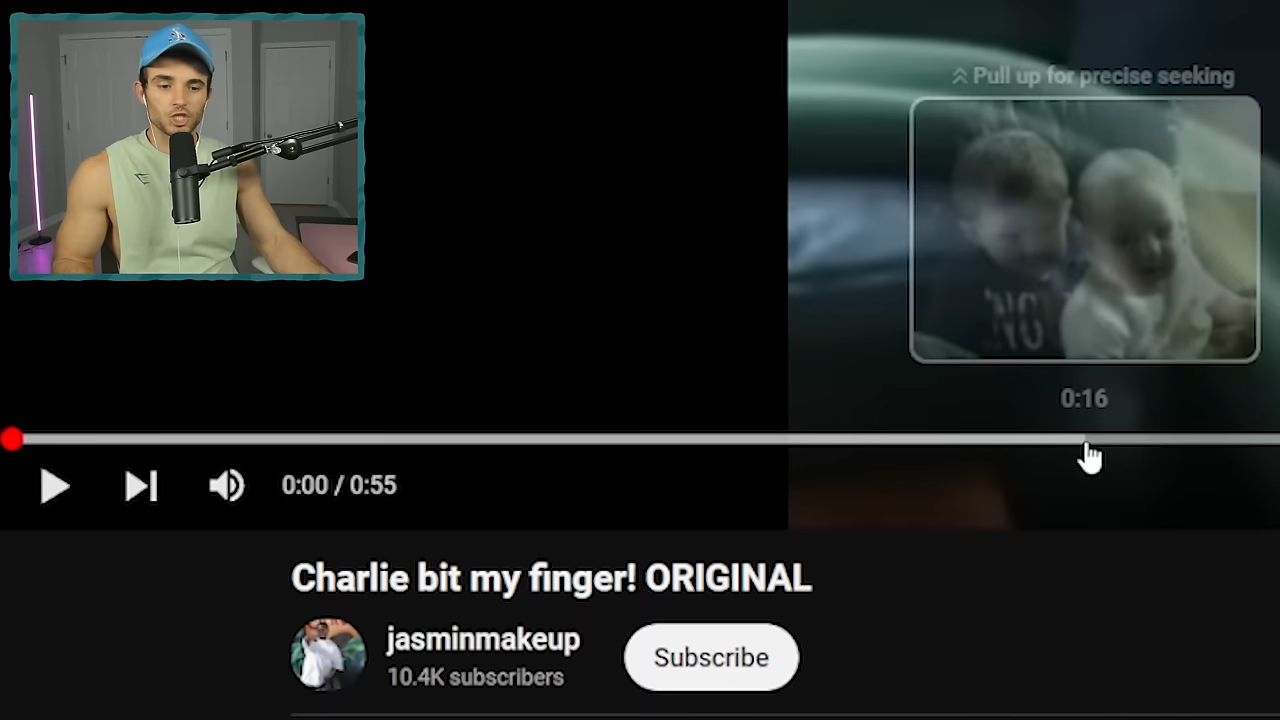 Pull up for precise seeking
NO
0:16
0:00 / 0:55
Charlie bit my finger! ORIGINAL
jasminmakeup
10.4K subscribers
Subscribe